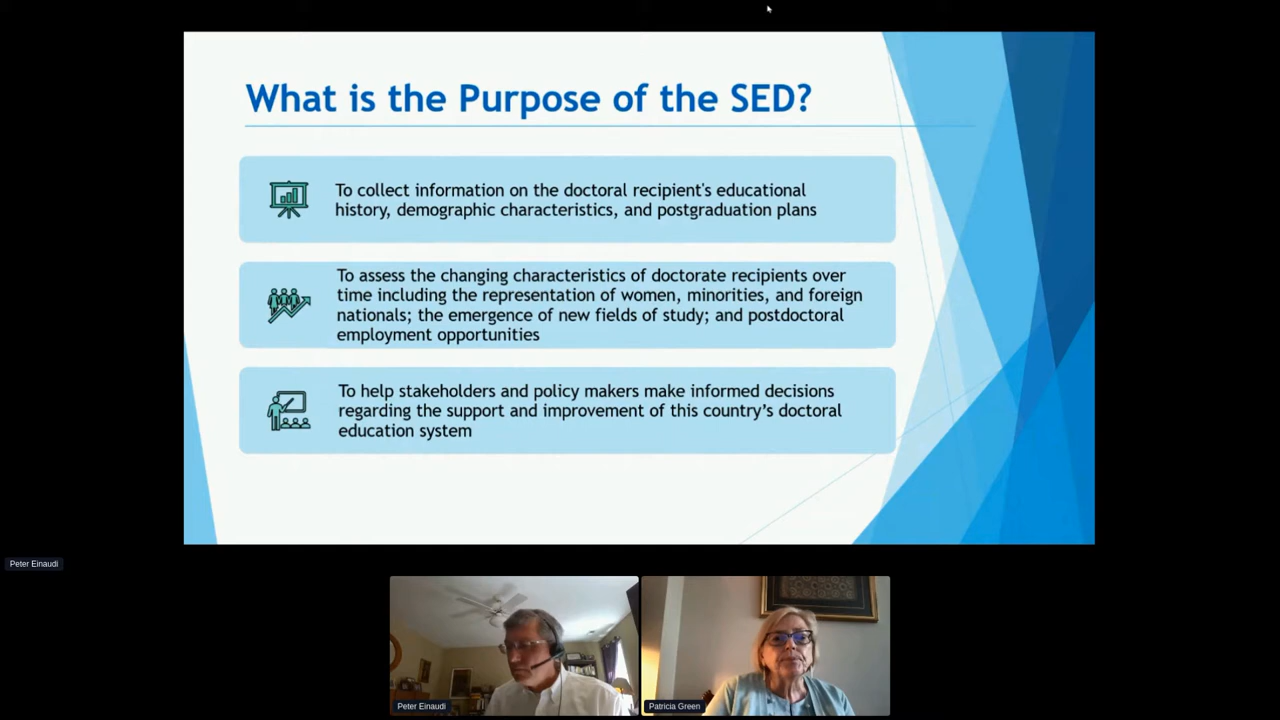 What is the Purpose of the SED?
To collect information on the doctoral recipient's educational
history, demographic characteristics, and postgraduation plans
To assess the changing characteristics of doctorate recipients over
time including the representation of women, minorities, and foreign
nationals; the emergence of new fields of study; and postdoctoral
employment opportunities
To help stakeholders and policy makers make informed decisions
regarding the support and improvement of this country’s doctoral
education system
Peter Einaudi
Peter Einaudi
Patricia Green